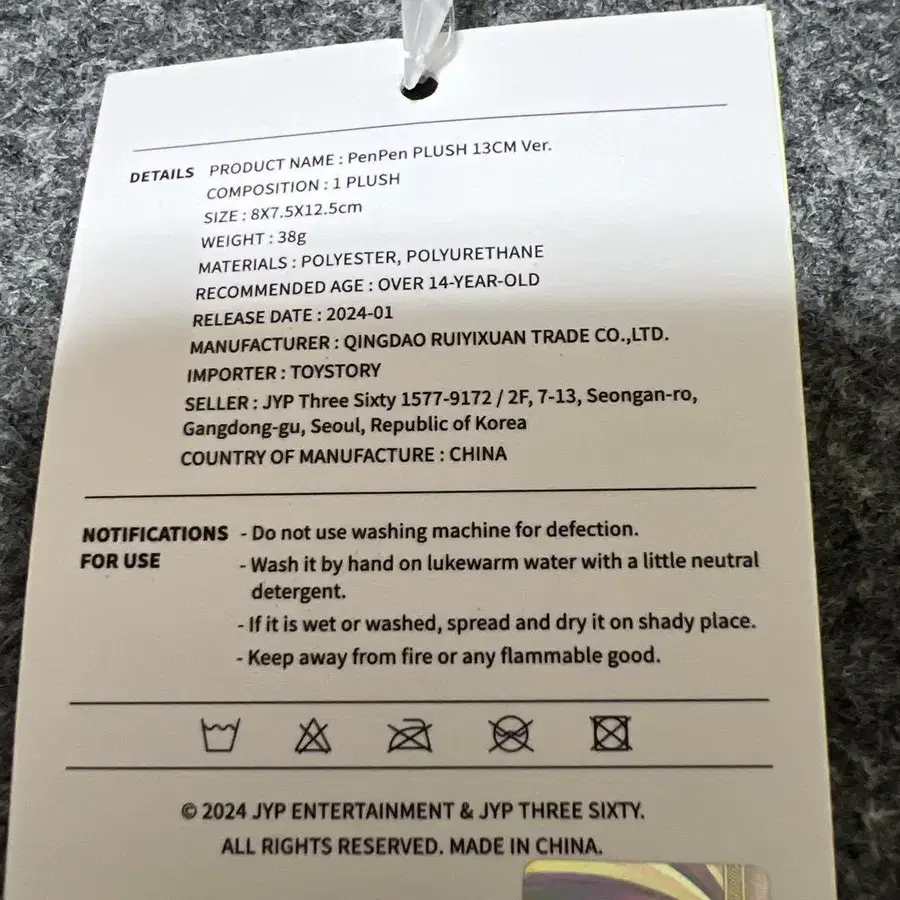 DETAILS PRODUCT NAME : PenPen PLUSH 13CM Ver.
COMPOSITION : 1 PLUSH
SIZE : 8X7.5X12.5cm
WEIGHT : 38g
MATERIALS : POLYESTER, POLYURETHANE
RECOMMENDED AGE : OVER 14-YEAR-OLD
RELEASE DATE : 2024-01
MANUFACTURER : QINGDAO RUIYIXUAN TRADE CO.,LTD.
IMPORTER : TOYSTORY
SELLER : JYP Three Sixty 1577-9172 / 2F, 7-13, Seongan-ro,
Gangdong-gu, Seoul, Republic of Korea
COUNTRY OF MANUFACTURE : CHINA
NOTIFICATIONS - Do not use washing machine for defection.
FOR USE - Wash it by hand on lukewarm water with a little neutral
detergent.
- If it is wet or washed, spread and dry it on shady place.
- Keep away from fire or any flammable good.
© 2024 JYP ENTERTAINMENT & JYP THREE SIXTY.
ALL RIGHTS RESERVED. MADE IN CHINA.